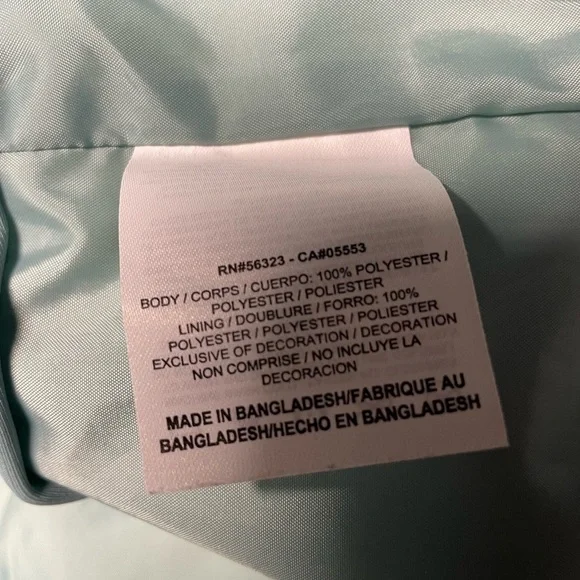 RN#56323 - CA#05553
BODY / CORPS / CUERPO: 100% POLYESTER /
POLYESTER / POLIESTER
LINING / DOUBLURE / FORRO: 100%
POLYESTER / POLYESTER / POLIESTER
EXCLUSIVE OF DECORATION / DECORATION
NON COMPRISE / NO INCLUYE LA
DECORACION
MADE IN BANGLADESH/FABRIQUE AU
BANGLADESH/HECHO EN BANGLADESH